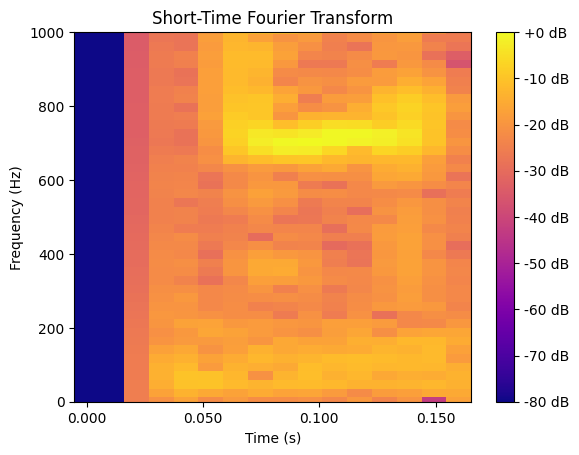 Short-Time Fourier Transform
1000
800
600
400
200
0
Frequency (Hz)
0.000
0.050
0.100
0.150
Time (s)
+0 dB
-10 dB
-20 dB
-30 dB
-40 dB
-50 dB
-60 dB
-70 dB
-80 dB